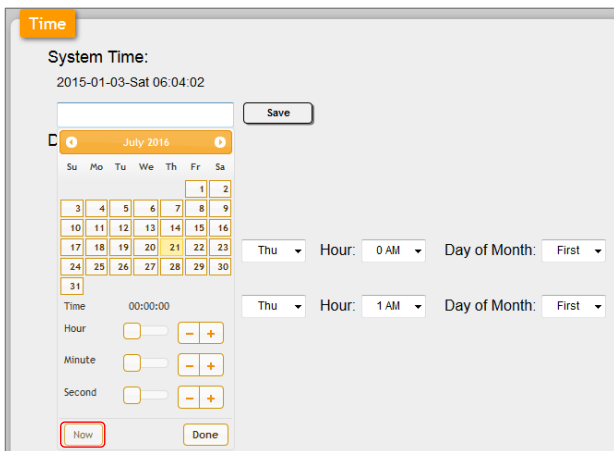 Time
System Time:
2015-01-03-Sat 06:04:02
Save
D
July 2016
Su Mo Tu We Th Fr Sa
1 2
3 4 5 6 7 8 9
10 11 12 13 14 15 16
17 18 19 20 21 22 23
Thu Hour: 0 AM Day of Month: First
24 25 26 27 28 29 30
31
Time 00:00:00
Thu Hour: 1 AM Day of Month: First
Hour - +
Minute - +
Second - +
Now Done